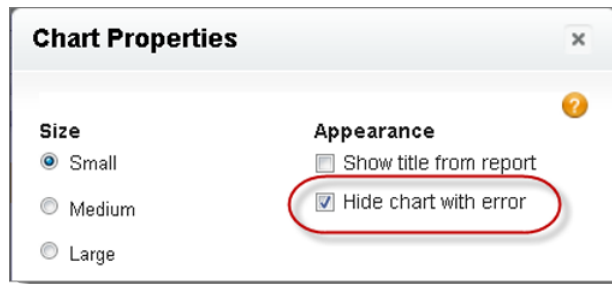 Chart Properties
×
?
Size
Appearance
Small
Show title from report
Medium
Hide chart with error
Large